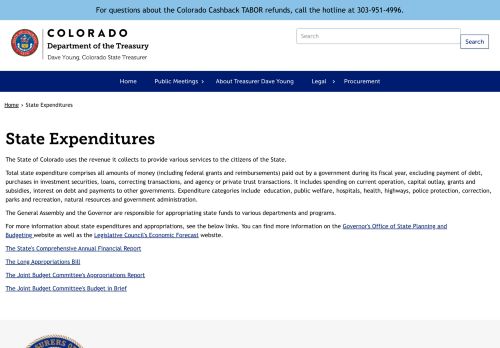 For questions about the Colorado Cashback TABOR refunds, call the hotline at 303-951-4996.
COLORADO
Department of the Treasury
Dave Young, Colorado State Treasurer
Search
Search
Home Public Meetings › About Treasurer Dave Young Legal › Procurement
Home › State Expenditures
State Expenditures
The State of Colorado uses the revenue it collects to provide various services to the citizens of the State.
Total state expenditure comprises all amounts of money (including federal grants and reimbursements) paid out by a government during its fiscal year, excluding payment of debt,
purchases in investment securities, loans, correcting transactions, and agency or private trust transactions. It includes spending on current operation, capital outlay, grants and
subsidies, interest on debt and payments to other governments. Expenditure categories include education, public welfare, hospitals, health, highways, police protection, correction,
parks and recreation, natural resources and government administration.
The General Assembly and the Governor are responsible for appropriating state funds to various departments and programs.
For more information about state expenditures and appropriations, see the below links. You can find more information on the Governor's Office of State Planning and
Budgeting website as well as the Legislative Council's Economic Forecast website.
The State's Comprehensive Annual Financial Report
The Long Appropriations Bill
The Joint Budget Committee's Appropriations Report
The Joint Budget Committee's Budget in Brief